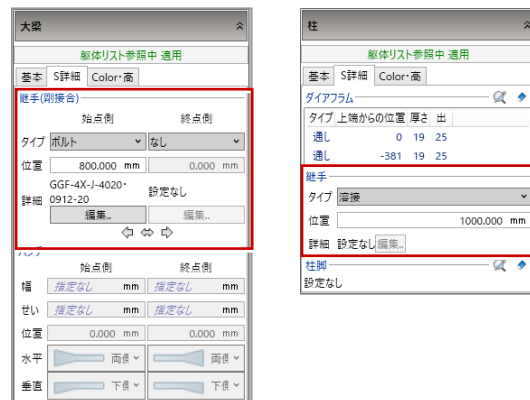 大梁
躯体リスト参照中 適用
基本 S詳細 Color・高
継手(剛接合)
始点側 終点側
タイプ ボルト なし
位置 800.000 mm 0.000 mm
詳細 GGF-4X-J-4020・0912-20 設定なし
編集.. 編集..
始点側 終点側
幅 指定なし mm 指定なし mm
せい 指定なし mm 指定なし mm
位置 0.000 mm 0.000 mm
水平 両側 両側
垂直 下側 下側
柱
躯体リスト参照中 適用
基本 S詳細 Color・高
ダイアフラム
タイプ 上端からの位置 厚さ 出
通し 0 19 25
通し -381 19 25
継手
タイプ 溶接
位置 1000.000 mm
詳細 設定なし 編集..
柱脚
設定なし